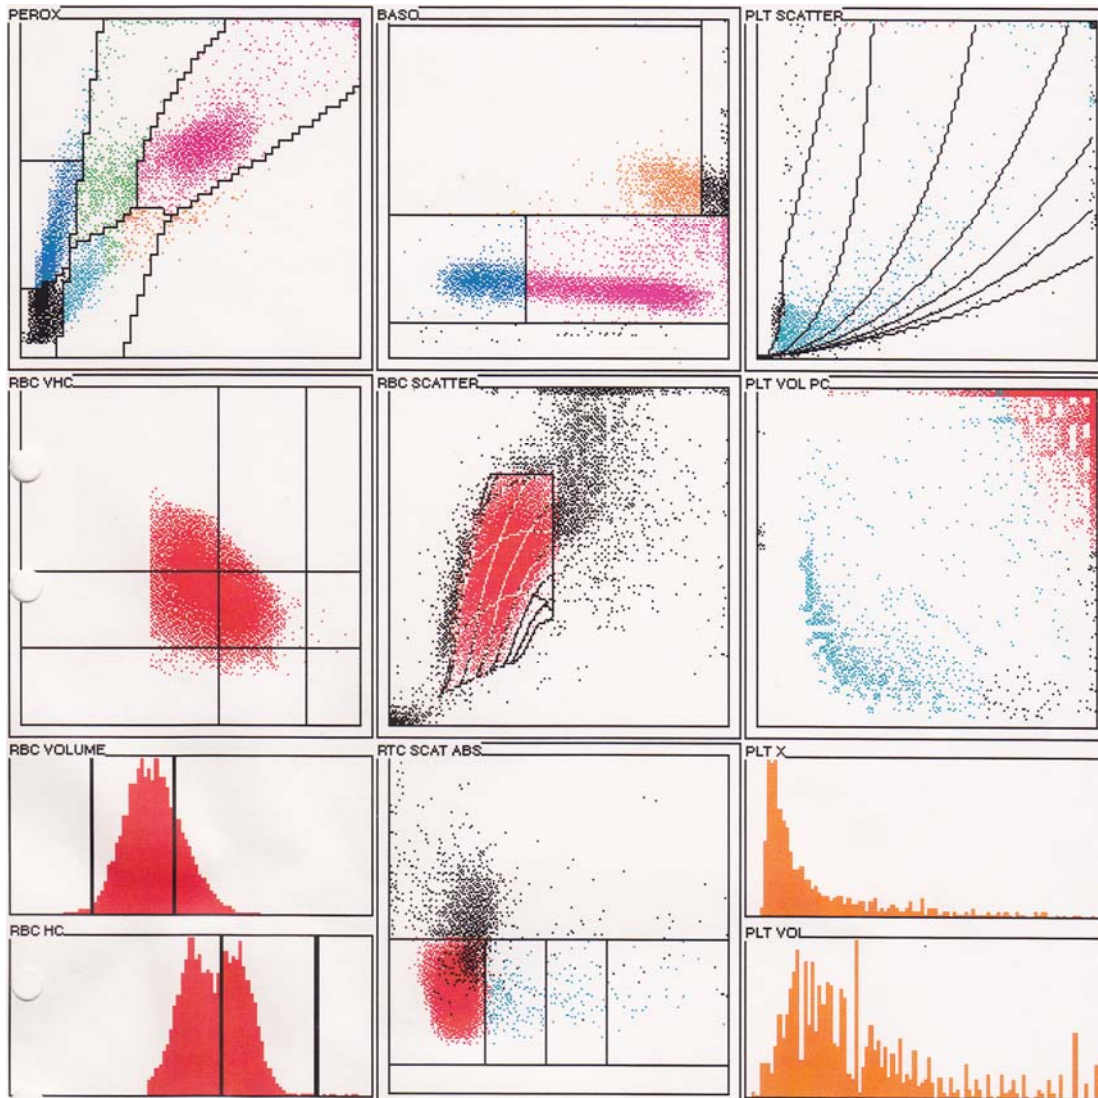 PEROX
BASO
PLT SCATTER
RBC VHC
RBC SCATTER
PLT VOL PC
RBC VOLUME
RTC SCAT ABS
PLT X
RBC HC
PLT VOL